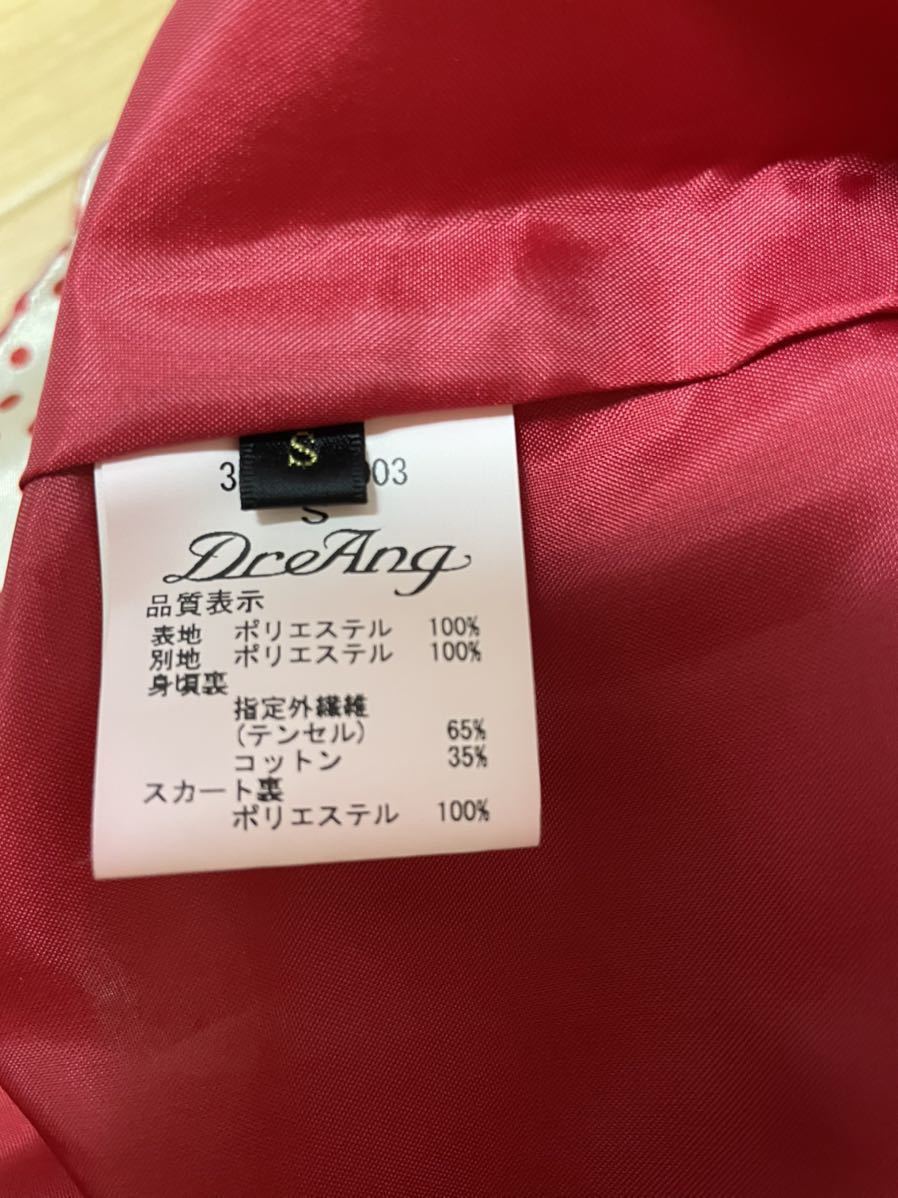 S
3 003
S
DreAng
品質表示
表地 ポリエステル 100%
別地 ポリエステル 100%
身頃裏
指定外繊維
(テンセル) 65%
コットン 35%
スカート裏
ポリエステル 100%